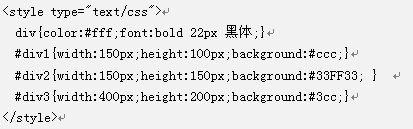 <style type="text/css">
div{color:#fff;font:bold 22px 黑体;}
#div1{width:150px;height:100px;background:#ccc;}
#div2{width:150px;height:150px;background:#33FF33; }
#div3{width:400px;height:200px;background:#3cc;}
</style>